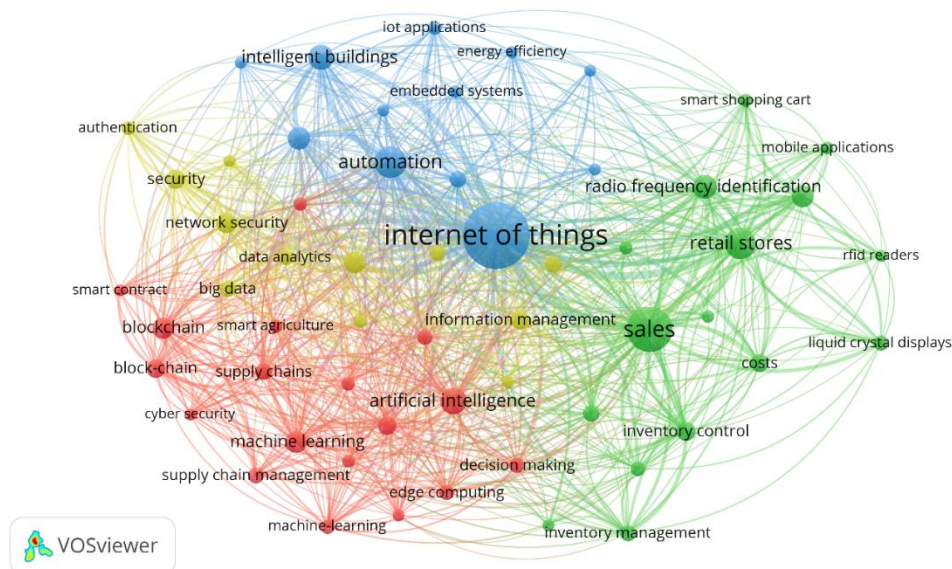 iot applications
energy efficiency
intelligent buildings
embedded systems
smart shopping cart
authentication
mobile applications
automation
security
radio frequency identification
network security
internet of things
retail stores
data analytics
rfid readers
smart contract
big data
information management
sales
blockchain
smart agriculture
liquid crystal displays
block-chain
supply chains
costs
artificial intelligence
cyber security
machine learning
inventory control
supply chain management
decision making
edge computing
machine-learning
inventory management
VOSviewer